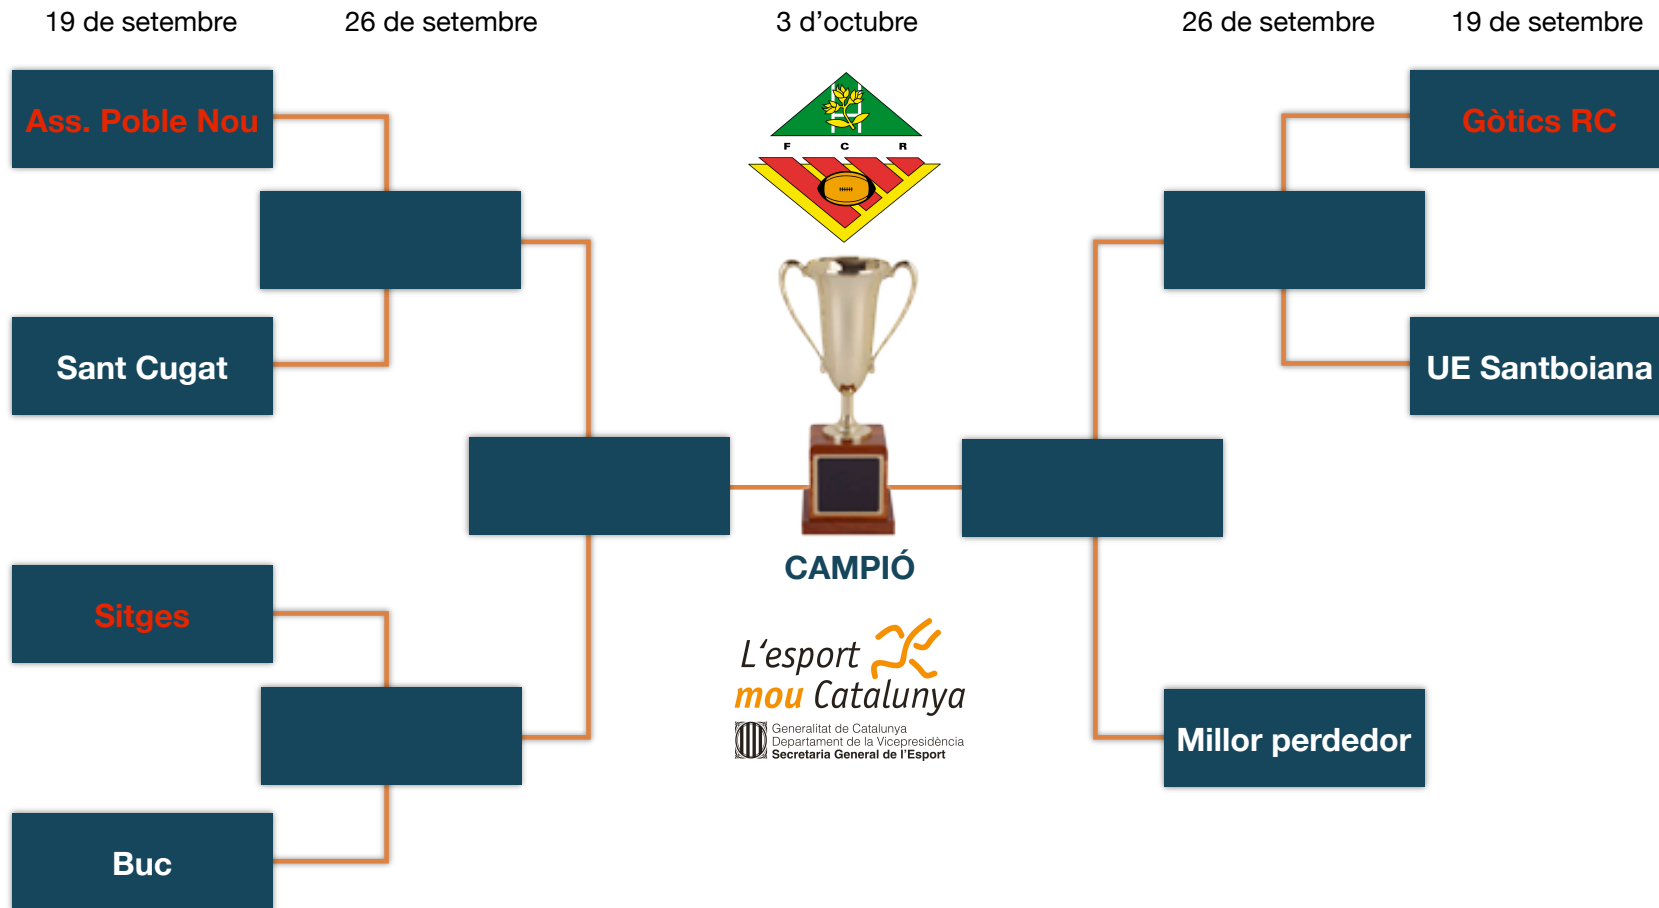 19 de setembre
26 de setembre
3 d’octubre
26 de setembre
19 de setembre
Ass. Poble Nou
Gòtics RC
F C R
Sant Cugat
UE Santboiana
CAMPIÓ
Sitges
L‘esport
mou Catalunya
Generalitat de Catalunya
Departament de la Vicepresidència
Secretaria General de l’Esport
Millor perdedor
Buc